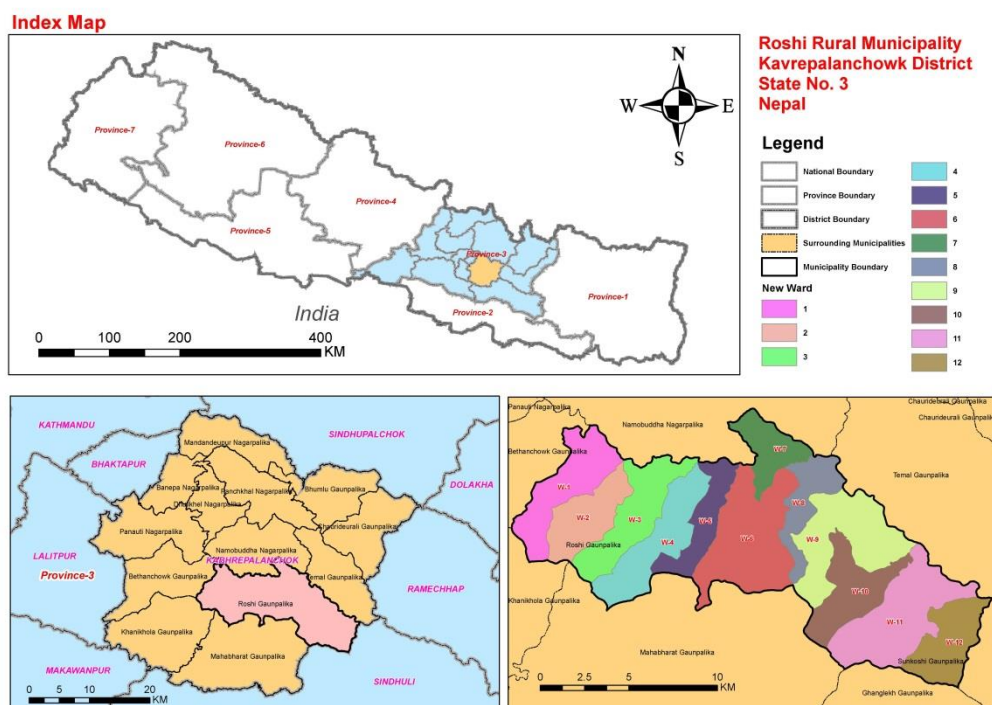 Index Map
Roshi Rural Municipality
Kavrepalanchowk District
State No. 3
Nepal
N
W
E
S
Province-7
Province-6
Province-4
Province-5
Province-3
Province-1
Province-2
India
0 100 200 400
KM
Legend
National Boundary
Province Boundary
District Boundary
Surrounding Municipalities
Municipality Boundary
New Ward
1
2
3
4
5
6
7
8
9
10
11
12
KATHMANDU
SINDHUPALCHOK
BHAKTAPUR
DOLAKHA
LALITPUR
Province-3
RAMECHHAP
MAKAWANPUR
SINDHULI
KABHREPALANCHOK
Mandandeupur Nagarpalika
Banepa Nagarpalika
Panchkhal Nagarpalika
Bhumlu Gaunpalika
Dhulikhel Nagarpalika
Chaurideurali Gaunpalika
Panauti Nagarpalika
Namobuddha Nagarpalika
Bethanchowk Gaunpalika
Temal Gaunpalika
Roshi Gaunpalika
Khanikhola Gaunpalika
Mahabharat Gaunpalika
0 5 10 20
KM
Panauli Nagarpalika
Chaurideurali Gaunpalika
Chaurideurali Gaunpalika
Namobuddha Nagarpalika
Bethanchowk Gaunpalika
Temal Gaunpalika
W-7
W-1
W-8
W-2
W-3
W-5
W-6
W-9
W-4
Roshi Gaunpalika
W-10
Khanikhola Gaunpalika
W-11
W-12
Mahabharat Gaunpalika
Sunkoshi Gaunpalika
Ghanglekh Gaunpalika
0 2.5 5 10
KM